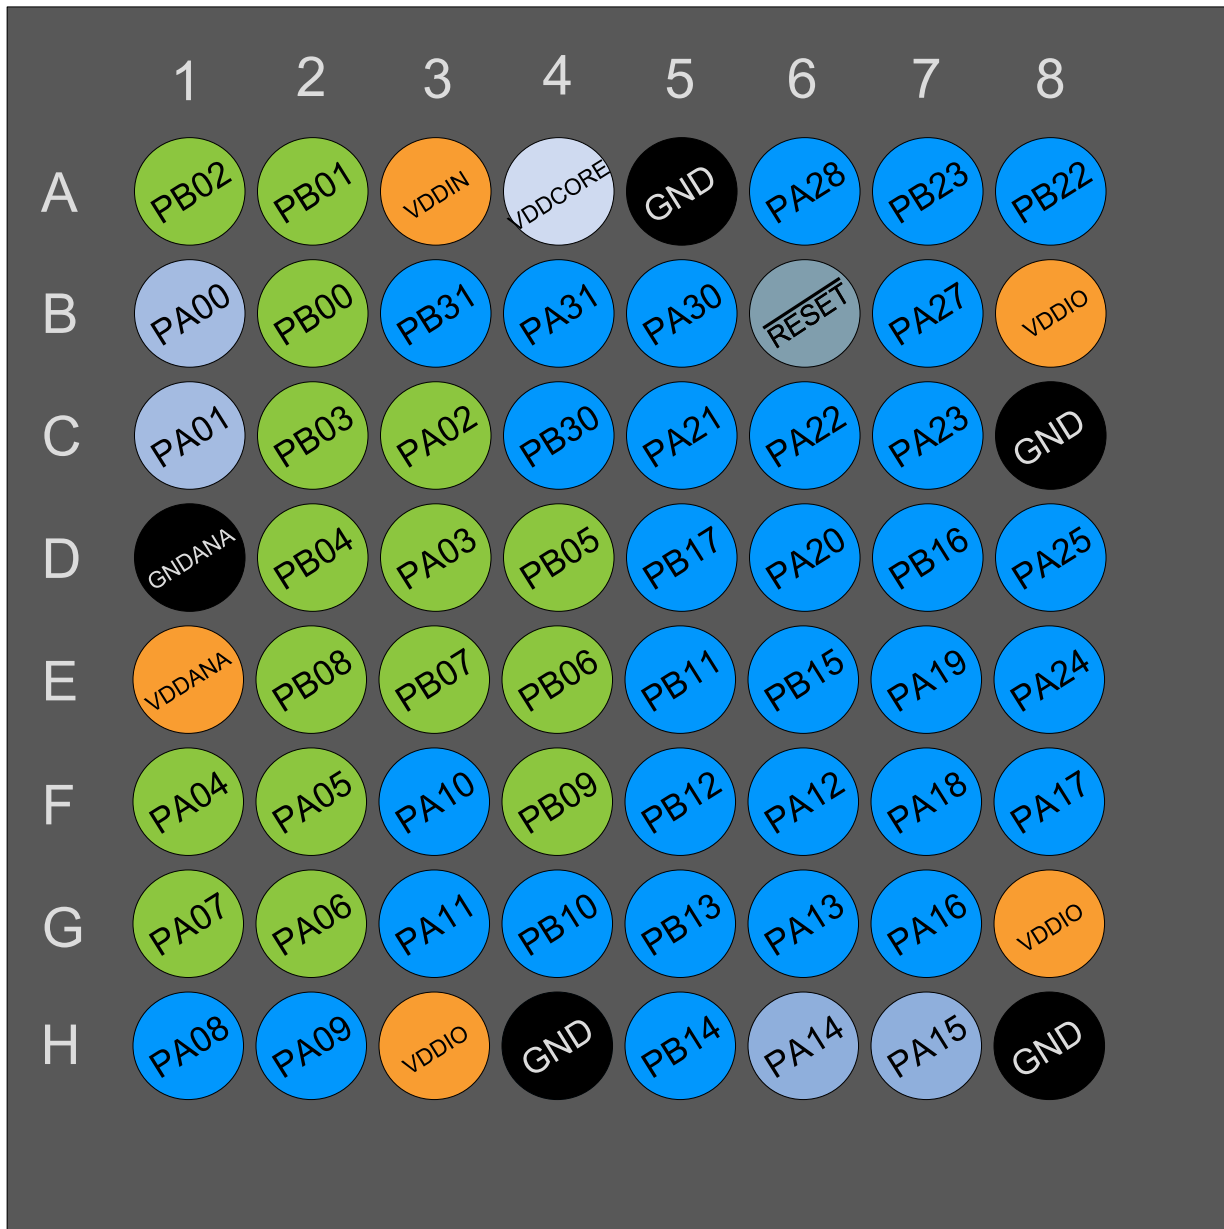 1 2 3 4 5 6 7 8
A PB02 PB01 VDDIN VDDCORE GND PA28 PB23 PB22
B PA00 PB00 PB31 PA31 PA30 RESET PA27 VDDIO
C PA01 PB03 PA02 PB30 PA21 PA22 PA23 GND
D GNDANA PB04 PA03 PB05 PB17 PA20 PB16 PA25
E VDDANA PB08 PB07 PB06 PB11 PB15 PA19 PA24
F PA04 PA05 PA10 PB09 PB12 PA12 PA18 PA17
G PA07 PA06 PA11 PB10 PB13 PA13 PA16 VDDIO
H PA08 PA09 VDDIO GND PB14 PA14 PA15 GND